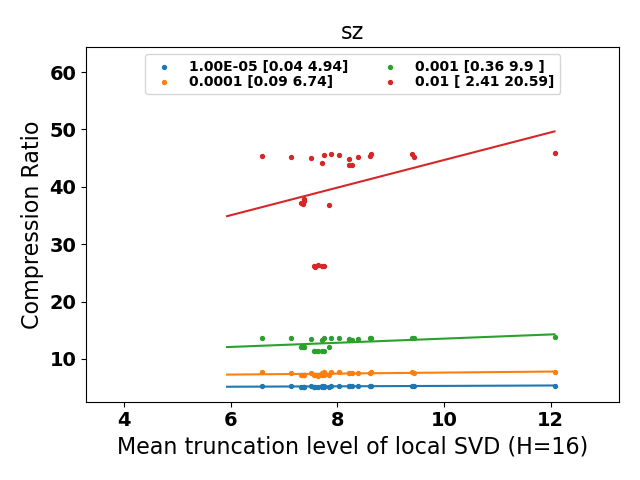 sz
1.00E-05 [0.04 4.94]
0.0001 [0.09 6.74]
0.001 [0.36 9.9 ]
0.01 [ 2.41 20.59]
Compression Ratio
60
50
40
30
20
10
4 6 8 10 12
Mean truncation level of local SVD (H=16)